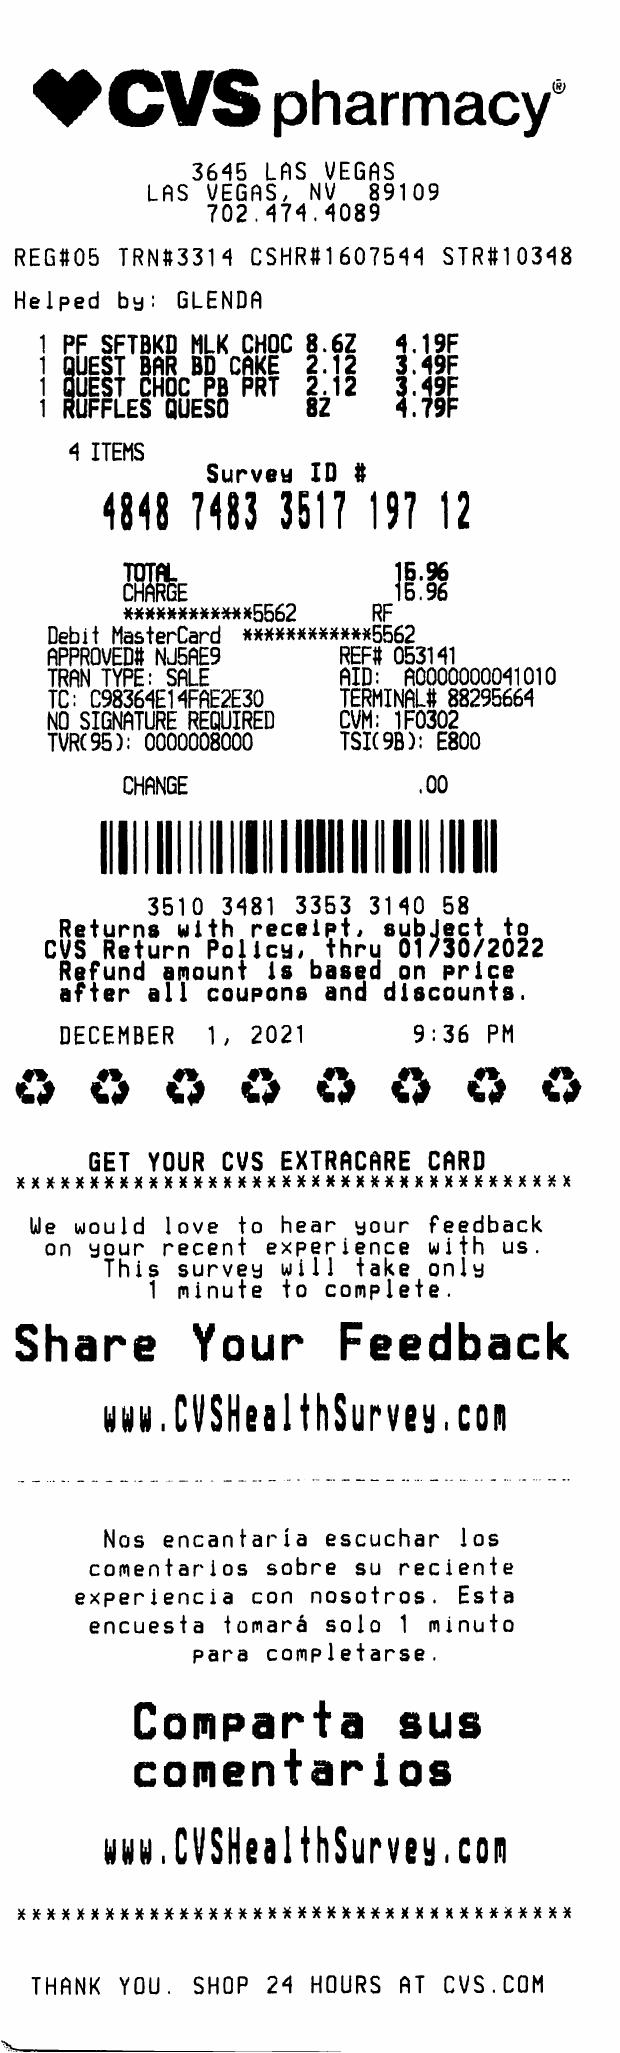 CVS pharmacy®
3645 LAS VEGAS
LAS VEGAS, NV 89109
702.474.4089
REG#05 TRN#3314 CSHR#1607544 STR#10348
Helped by: GLENDA
1 PF SFTBKD MLK CHOC 8.6Z 4.19F
1 QUEST BAR BD CAKE 2.12 3.49F
1 QUEST CHOC PB PRT 2.12 3.49F
1 RUFFLES QUESO 8Z 4.79F
4 ITEMS
Survey ID #
4848 7483 3517 197 12
TOTAL 15.96
CHARGE 15.96
************5562 RF
Debit MasterCard ************5562
APPROVED# NJ5AE9 REF# 053141
TRAN TYPE: SALE AID: A0000000041010
TC: C98364E14FAE2E30 TERMINAL# 88295664
NO SIGNATURE REQUIRED CVM: 1F0302
TVR(95): 0000008000 TSI(9B): E800
CHANGE .00
3510 3481 3353 3140 58
Returns with receipt, subject to
CVS Return Policy, thru 01/30/2022
Refund amount is based on price
after all coupons and discounts.
DECEMBER 1, 2021 9:36 PM
GET YOUR CVS EXTRACARE CARD
**************************************
We would love to hear your feedback
on your recent experience with us.
This survey will take only
1 minute to complete.
Share Your Feedback
www.CVSHealthSurvey.com
--------------------------------------
Nos encantaría escuchar los
comentarios sobre su reciente
experiencia con nosotros. Esta
encuesta tomará solo 1 minuto
para completarse.
Comparta sus
comentarios
www.CVSHealthSurvey.com
**************************************
THANK YOU. SHOP 24 HOURS AT CVS.COM